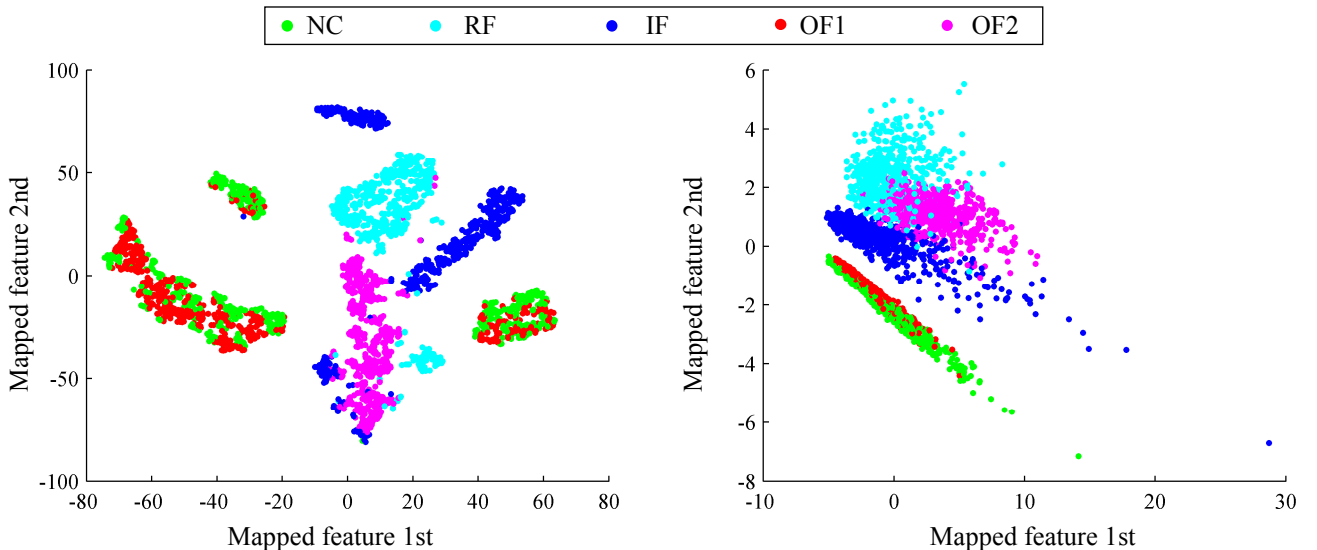 NC RF IF OF1 OF2
100
50
0
-50
-100
-80 -60 -40 -20 0 20 40 60 80
Mapped feature 1st
Mapped feature 2nd
6
4
2
0
-2
-4
-6
-8
-10 0 10 20 30
Mapped feature 1st
Mapped feature 2nd